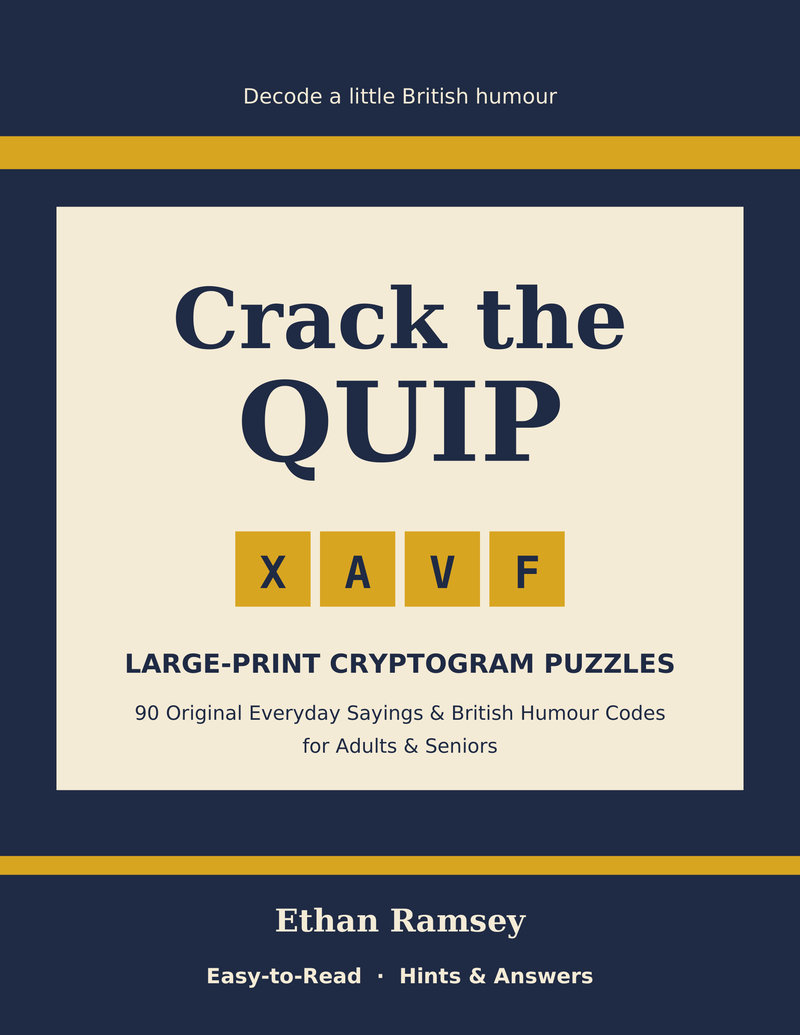 Decode a little British humour
Crack the
QUIP
X A V F
LARGE-PRINT CRYPTOGRAM PUZZLES
90 Original Everyday Sayings & British Humour Codes
for Adults & Seniors
Ethan Ramsey
Easy-to-Read · Hints & Answers